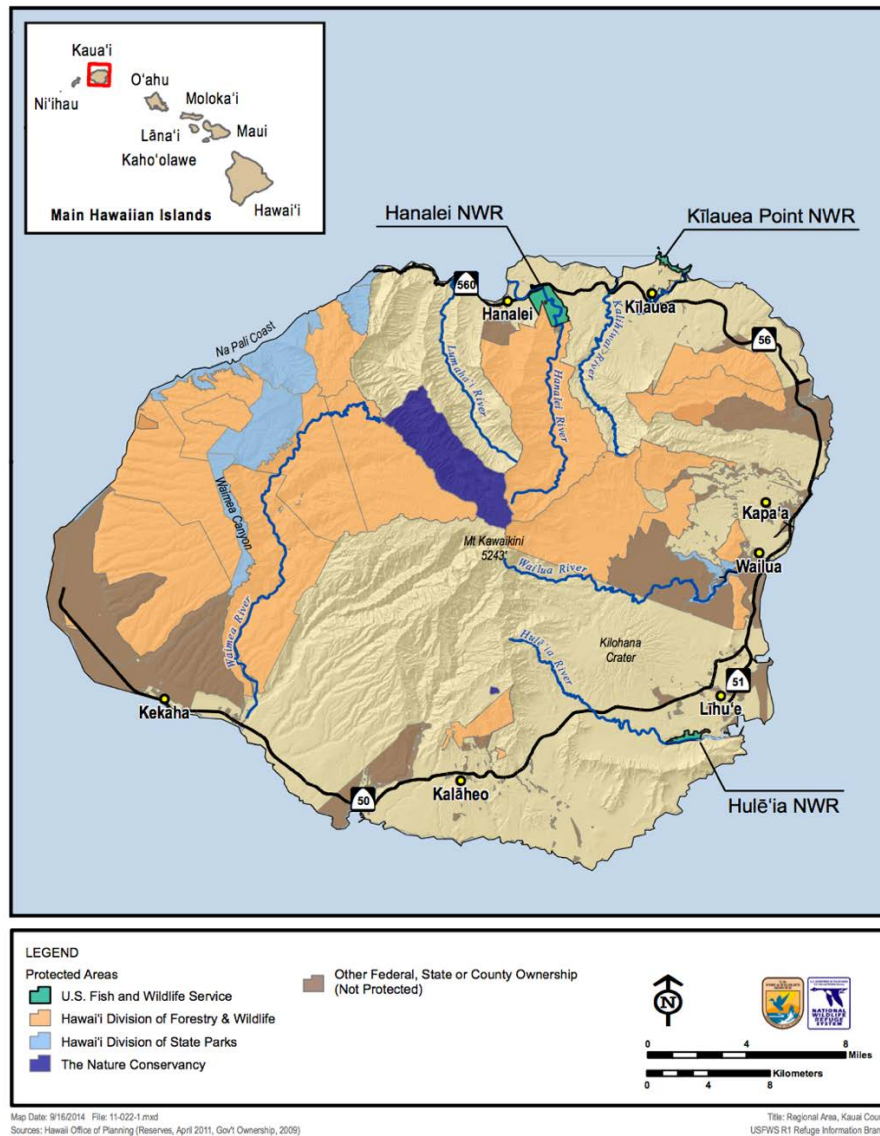 Kaua'i
O'ahu
Ni'ihau
Moloka'i
Lāna'i
Maui
Kaho'olawe
Hawai'i
Main Hawaiian Islands
Hanalei NWR
Kīlauea Point NWR
560
Hanalei
Kīlauea
Na Pali Coast
56
Lumaha'i River
Hanalei River
Kalihiwai River
Waimea Canyon
Kapa'a
Mt Kawaikini
5243'
Wailua
Wailua River
Waimea River
Hulē'ia River
Kilohana
Crater
51
Līhu'e
Kekaha
Hulē'ia NWR
50
Kalāheo
LEGEND
Protected Areas
U.S. Fish and Wildlife Service
Hawai'i Division of Forestry & Wildlife
Hawai'i Division of State Parks
The Nature Conservancy
Other Federal, State or County Ownership
(Not Protected)
N
NATIONAL
WILDLIFE
REFUGE
SYSTEM
0 4 8
Miles
Kilometers
0 4 8
Map Date: 9/16/2014 File: 11-022-1.mxd
Sources: Hawaii Office of Planning (Reserves, April 2011, Gov't Ownership, 2009)
Title: Regional Area, Kauai Cou
USFWS R1 Refuge Information Bran